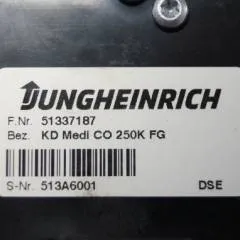 JUNGHEINRICH
F.Nr. 51337187
Bez. KD Medi CO 250K FG
S-Nr. 513A6001 DSE